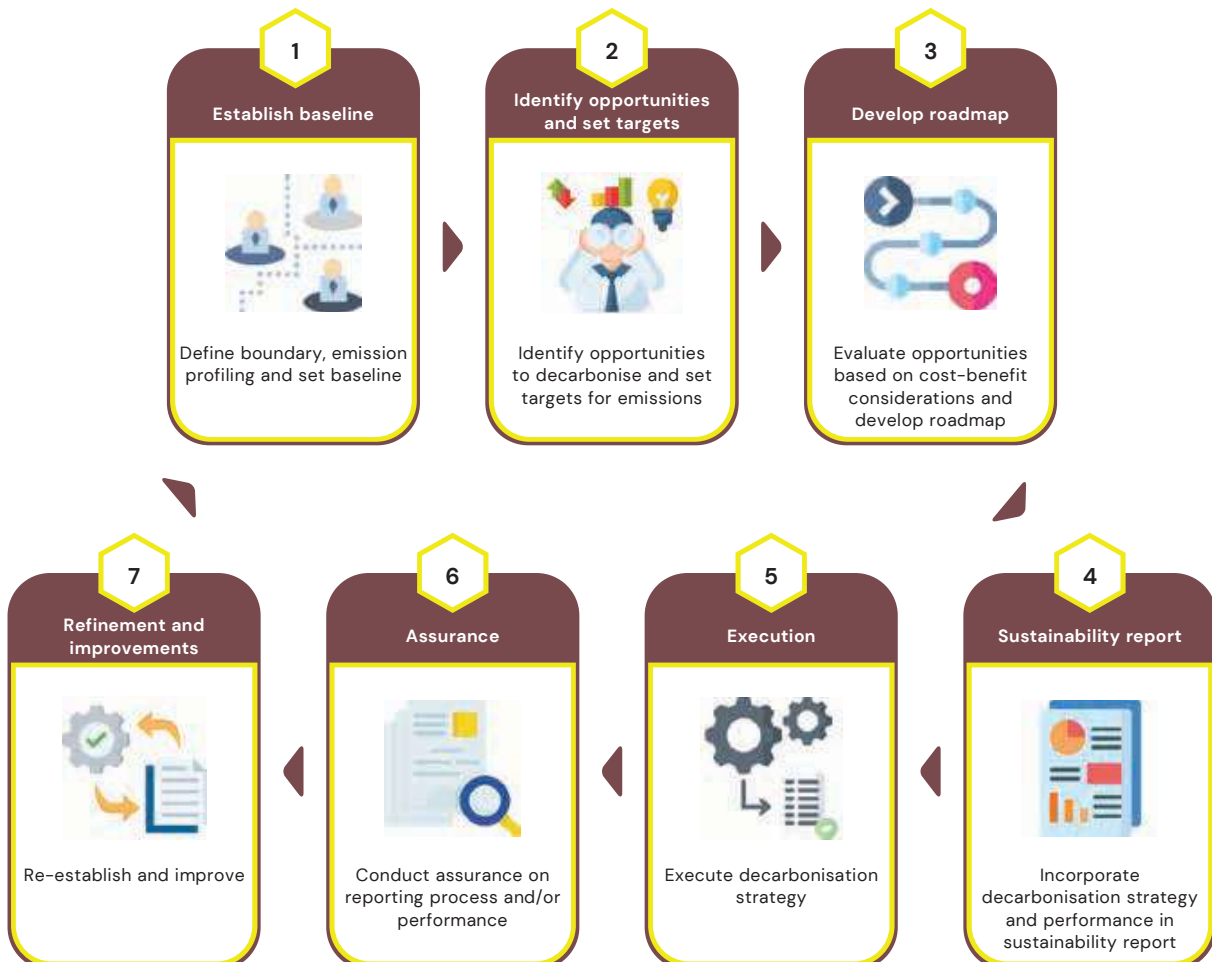 1
Establish baseline
Define boundary, emission
profiling and set baseline
2
Identify opportunities
and set targets
Identify opportunities
to decarbonise and set
targets for emissions
3
Develop roadmap
Evaluate opportunities
based on cost-benefit
considerations and
develop roadmap
4
Sustainability report
Incorporate
decarbonisation strategy
and performance in
sustainability report
5
Execution
Execute decarbonisation
strategy
6
Assurance
Conduct assurance on
reporting process and/or
performance
7
Refinement and
improvements
Re-establish and improve